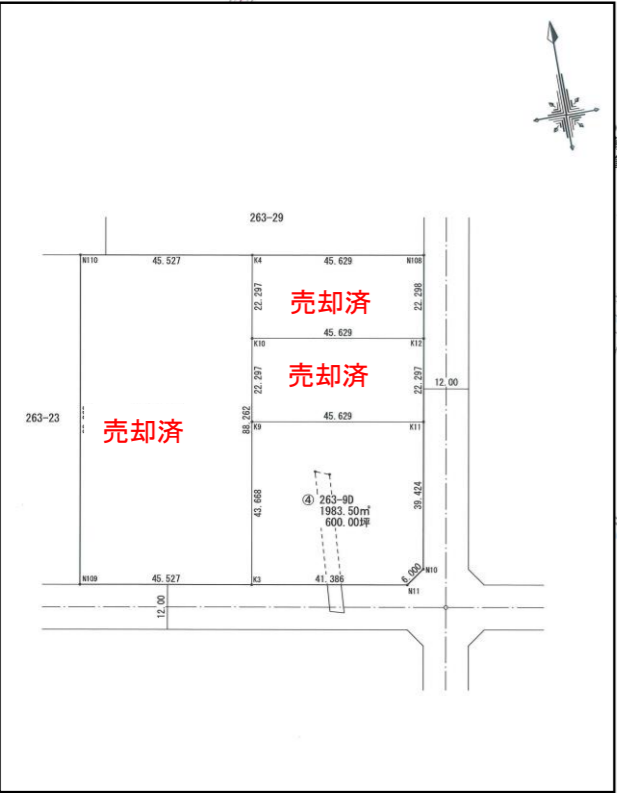 263-29
N110
45.527
K4
45.629
N108
22.297
売却済
22.298
45.629
K10
K12
22.297
売却済
22.297
12.00
45.629
263-23
売却済
88.262
K9
K11
43.668
④ 263-9D
1983.50㎡
600.00坪
39.424
6.000
N10
N109
45.527
K3
41.386
N11
12.00